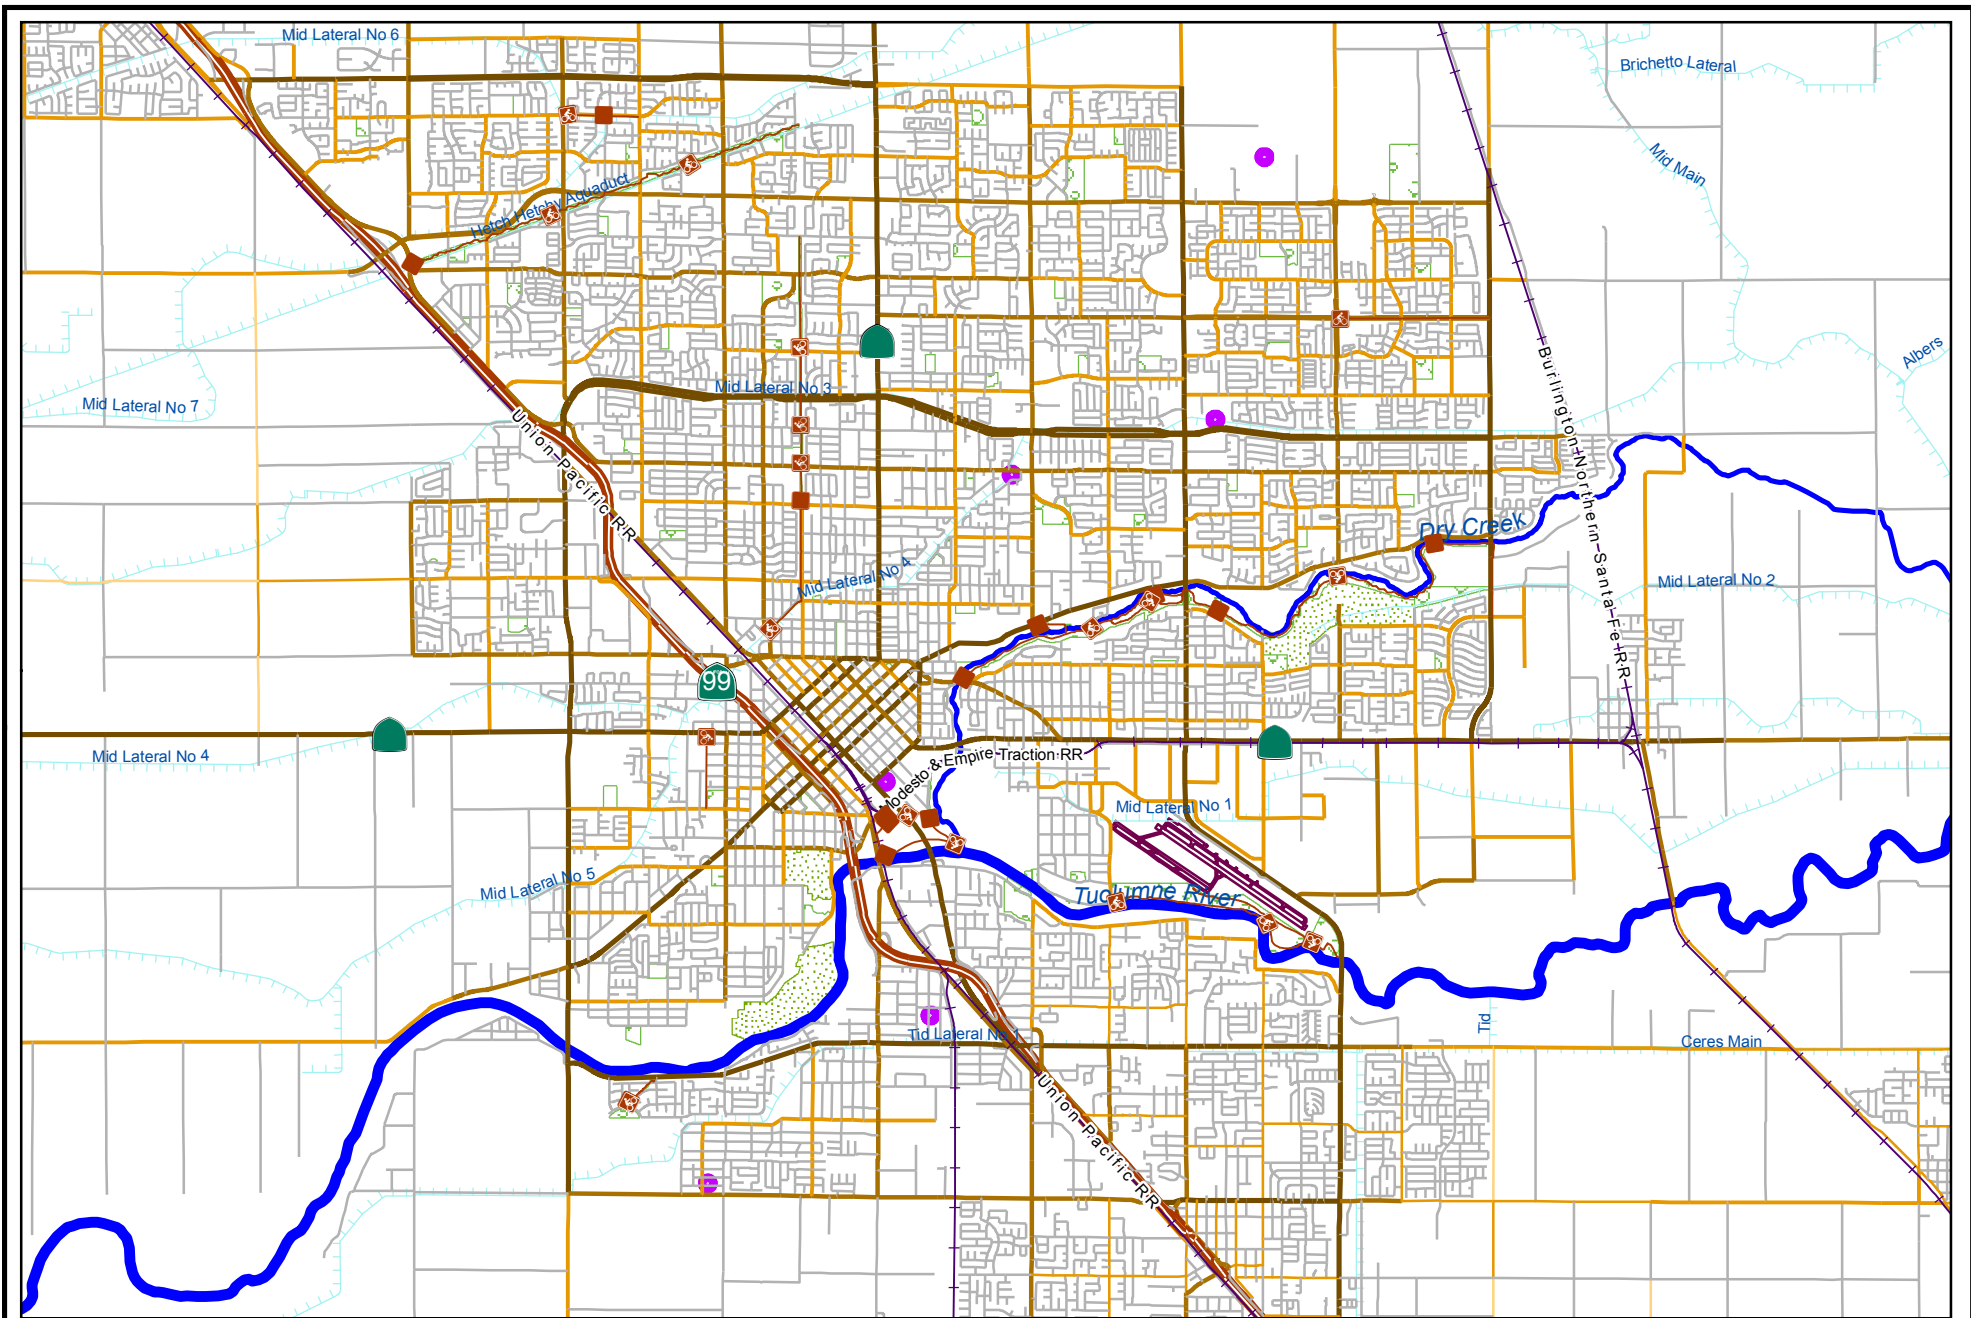 Mid Lateral No 6
Brichetto Lateral
Mid Main
Hetch Hetchy Aquaduct
Albers
Mid Lateral No 3
Mid Lateral No 7
Burlington Northern Santa Fe RR
Union Pacific RR
Dry Creek
Mid Lateral No 4
Mid Lateral No 2
99
Mid Lateral No 4
Modesto & Empire Traction RR
Mid Lateral No 1
Mid Lateral No 5
Tuolumne River
Tid
Tid Lateral No 1
Ceres Main
Union Pacific RR